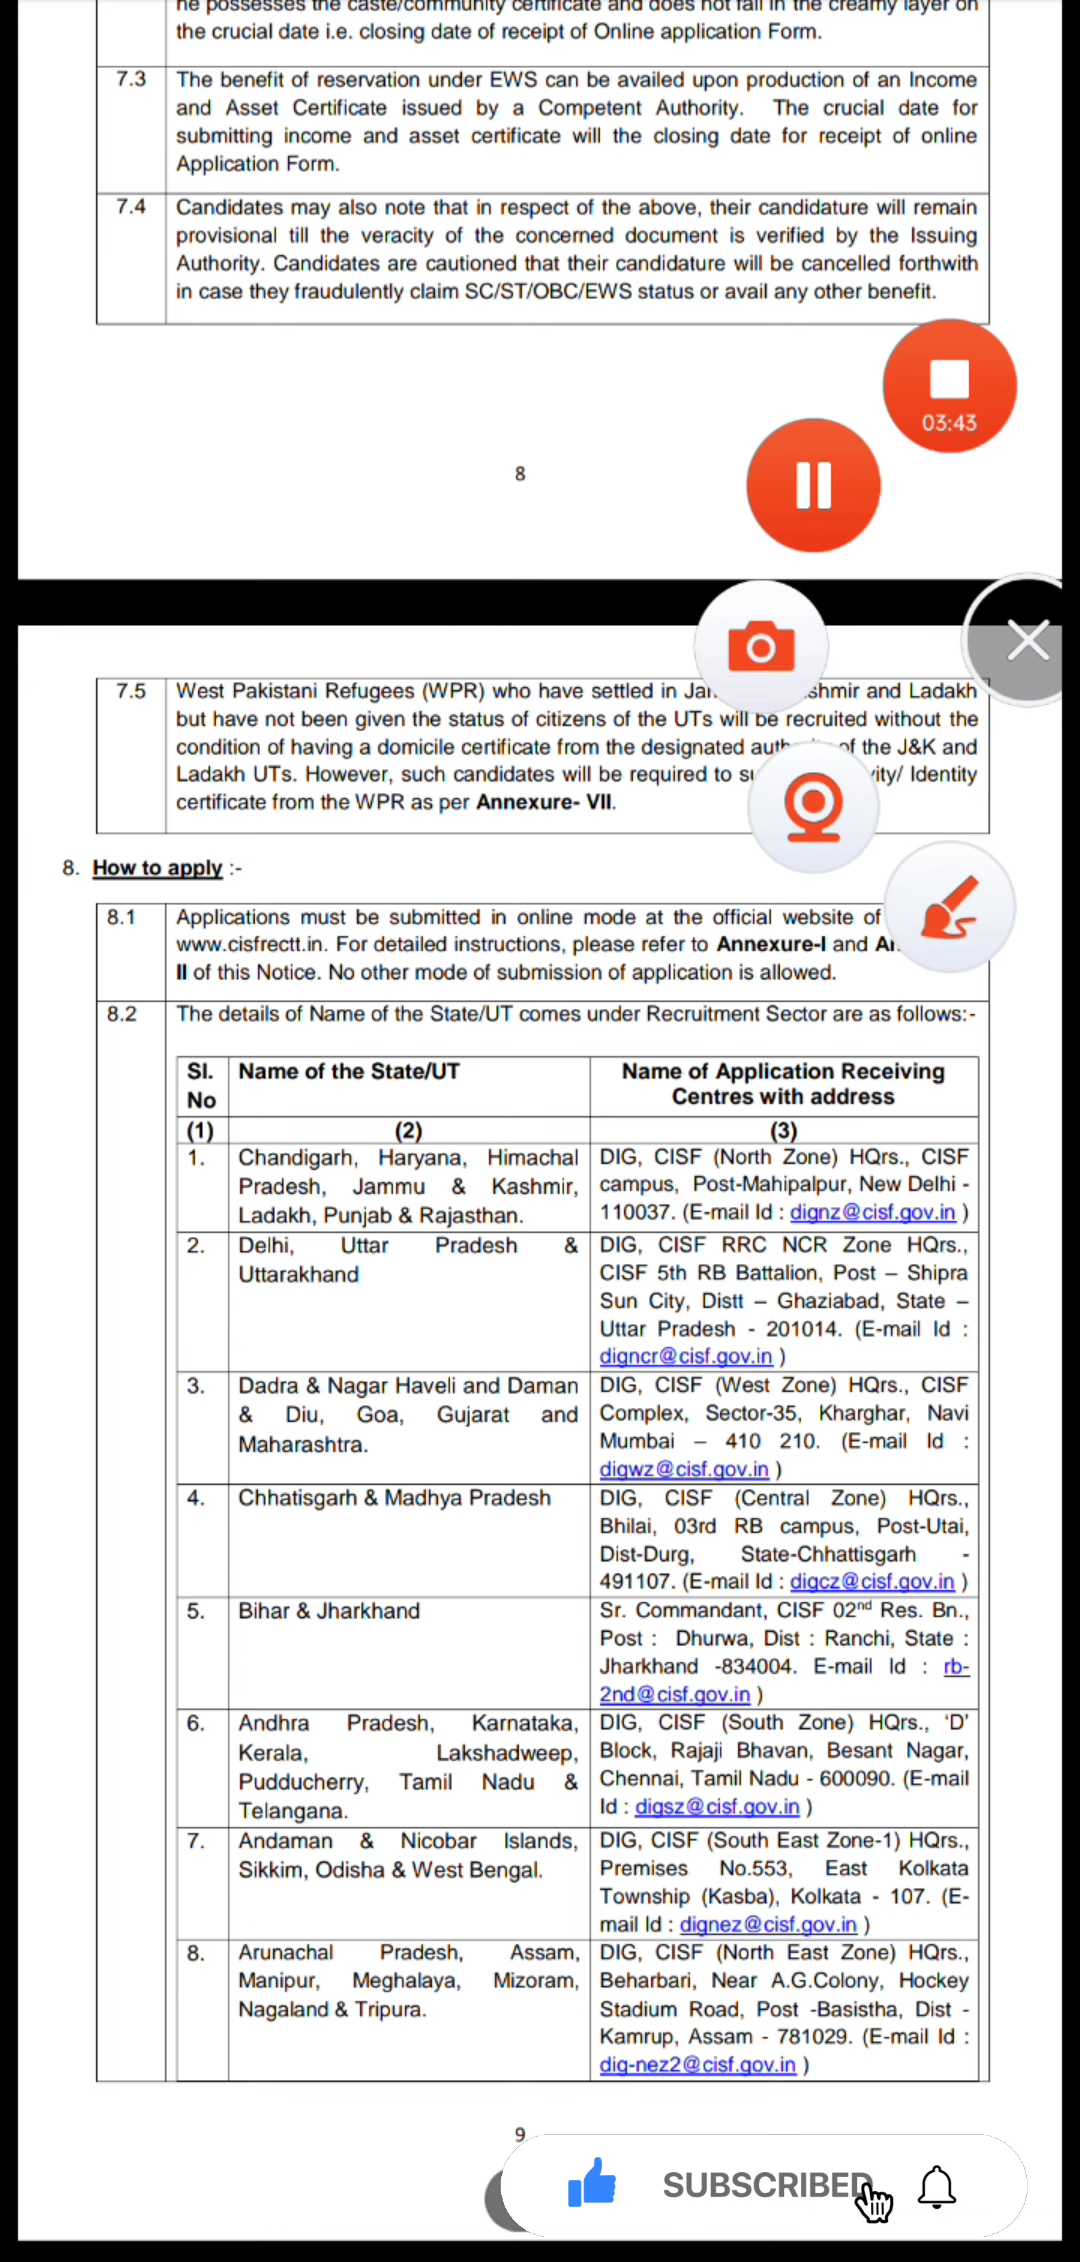 he possesses the caste/community certificate and does not fall in the creamy layer on
the crucial date i.e. closing date of receipt of Online application Form.
7.3 The benefit of reservation under EWS can be availed upon production of an Income
and Asset Certificate issued by a Competent Authority. The crucial date for
submitting income and asset certificate will the closing date for receipt of online
Application Form.
7.4 Candidates may also note that in respect of the above, their candidature will remain
provisional till the veracity of the concerned document is verified by the Issuing
Authority. Candidates are cautioned that their candidature will be cancelled forthwith
in case they fraudulently claim SC/ST/OBC/EWS status or avail any other benefit.
03:43
8
7.5 West Pakistani Refugees (WPR) who have settled in and Ladakh
but have not been given the status of citizens of the UTs will be recruited without the
condition of having a domicile certificate from the designated of the J&K and
Ladakh UTs. However, such candidates will be required to Identity
certificate from the WPR as per Annexure- VII.
8. How to apply :-
8.1 Applications must be submitted in online mode at the official website of
www.cisfrectt.in. For detailed instructions, please refer to Annexure-I and
II of this Notice. No other mode of submission of application is allowed.
8.2 The details of Name of the State/UT comes under Recruitment Sector are as follows:-
Sl. Name of the State/UT Name of Application Receiving
No Centres with address
(1) (2) (3)
1. Chandigarh, Haryana, Himachal DIG, CISF (North Zone) HQrs., CISF
Pradesh, Jammu & Kashmir, campus, Post-Mahipalpur, New Delhi -
Ladakh, Punjab & Rajasthan. 110037. (E-mail Id : dignz@cisf.gov.in )
2. Delhi, Uttar Pradesh & DIG, CISF RRC NCR Zone HQrs.,
Uttarakhand CISF 5th RB Battalion, Post – Shipra
Sun City, Distt – Ghaziabad, State –
Uttar Pradesh - 201014. (E-mail Id :
digncr@cisf.gov.in )
3. Dadra & Nagar Haveli and Daman DIG, CISF (West Zone) HQrs., CISF
& Diu, Goa, Gujarat and Complex, Sector-35, Kharghar, Navi
Maharashtra. Mumbai – 410 210. (E-mail Id :
digwz@cisf.gov.in )
4. Chhatisgarh & Madhya Pradesh DIG, CISF (Central Zone) HQrs.,
Bhilai, 03rd RB campus, Post-Utai,
Dist-Durg, State-Chhattisgarh -
491107. (E-mail Id : digcz@cisf.gov.in )
5. Bihar & Jharkhand Sr. Commandant, CISF 02nd Res. Bn.,
Post : Dhurwa, Dist : Ranchi, State :
Jharkhand -834004. E-mail Id : rb-
2nd@cisf.gov.in )
6. Andhra Pradesh, Karnataka, DIG, CISF (South Zone) HQrs., ‘D’
Kerala, Lakshadweep, Block, Rajaji Bhavan, Besant Nagar,
Pudducherry, Tamil Nadu & Chennai, Tamil Nadu - 600090. (E-mail
Telangana. Id : digsz@cisf.gov.in )
7. Andaman & Nicobar Islands, DIG, CISF (South East Zone-1) HQrs.,
Sikkim, Odisha & West Bengal. Premises No.553, East Kolkata
Township (Kasba), Kolkata - 107. (E-
mail Id : dignez@cisf.gov.in )
8. Arunachal Pradesh, Assam, DIG, CISF (North East Zone) HQrs.,
Manipur, Meghalaya, Mizoram, Beharbari, Near A.G.Colony, Hockey
Nagaland & Tripura. Stadium Road, Post -Basistha, Dist -
Kamrup, Assam - 781029. (E-mail Id :
dig-nez2@cisf.gov.in )
9
SUBSCRIBED